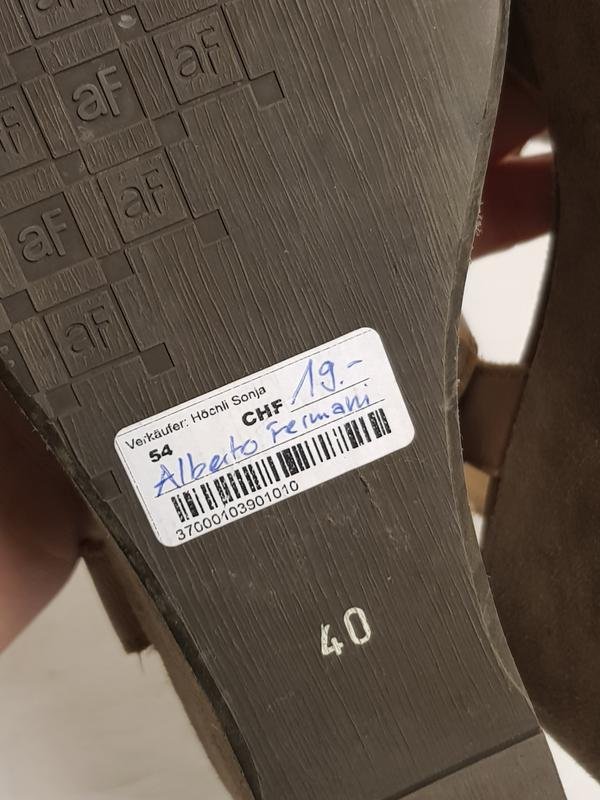 aF
aF
aF
aF
aF
aF
Verkäufer: Höchli Sonja
54
CHF 19.-
Alberto Fermani
37000103901010
40